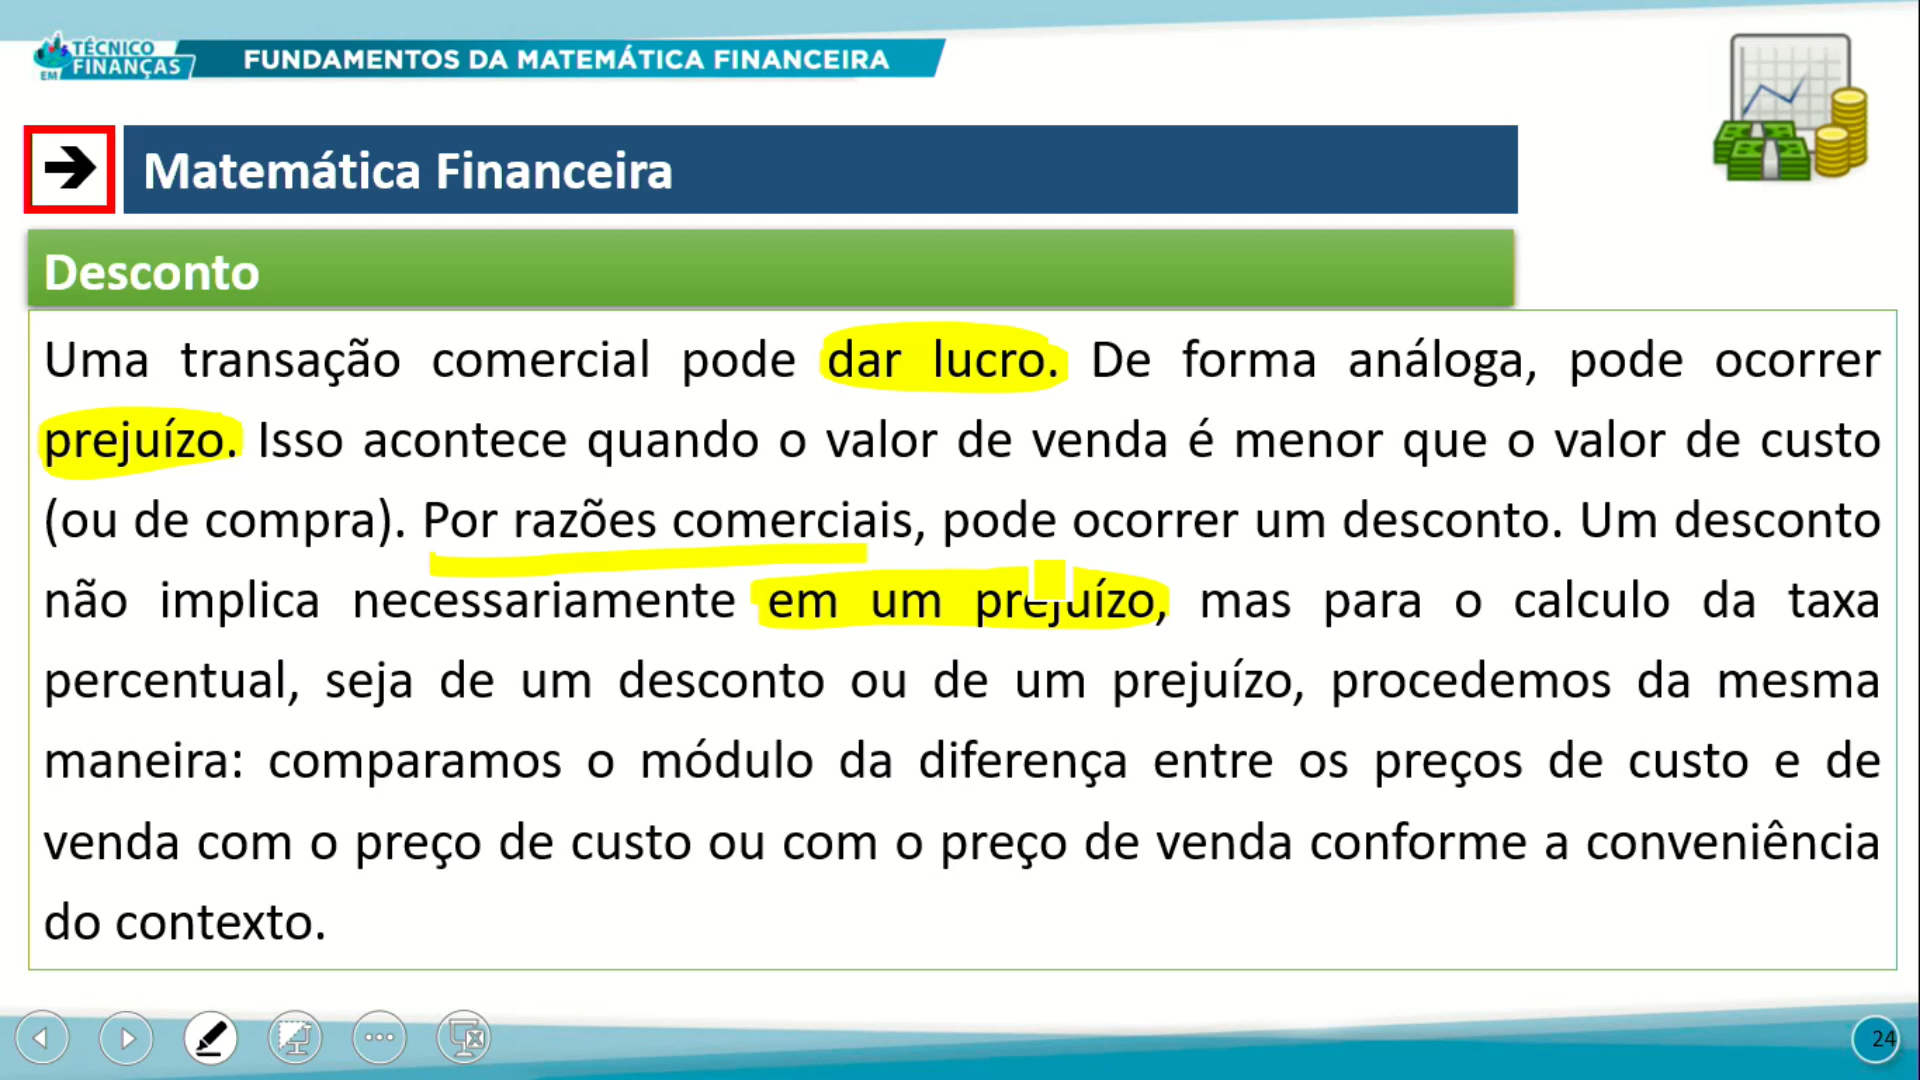 TÉCNICO
EM FINANÇAS
FUNDAMENTOS DA MATEMÁTICA FINANCEIRA
Matemática Financeira
Desconto
Uma transação comercial pode dar lucro. De forma análoga, pode ocorrer
prejuízo. Isso acontece quando o valor de venda é menor que o valor de custo
(ou de compra). Por razões comerciais, pode ocorrer um desconto. Um desconto
não implica necessariamente em um prejuízo, mas para o calculo da taxa
percentual, seja de um desconto ou de um prejuízo, procedemos da mesma
maneira: comparamos o módulo da diferença entre os preços de custo e de
venda com o preço de custo ou com o preço de venda conforme a conveniência
do contexto.
24